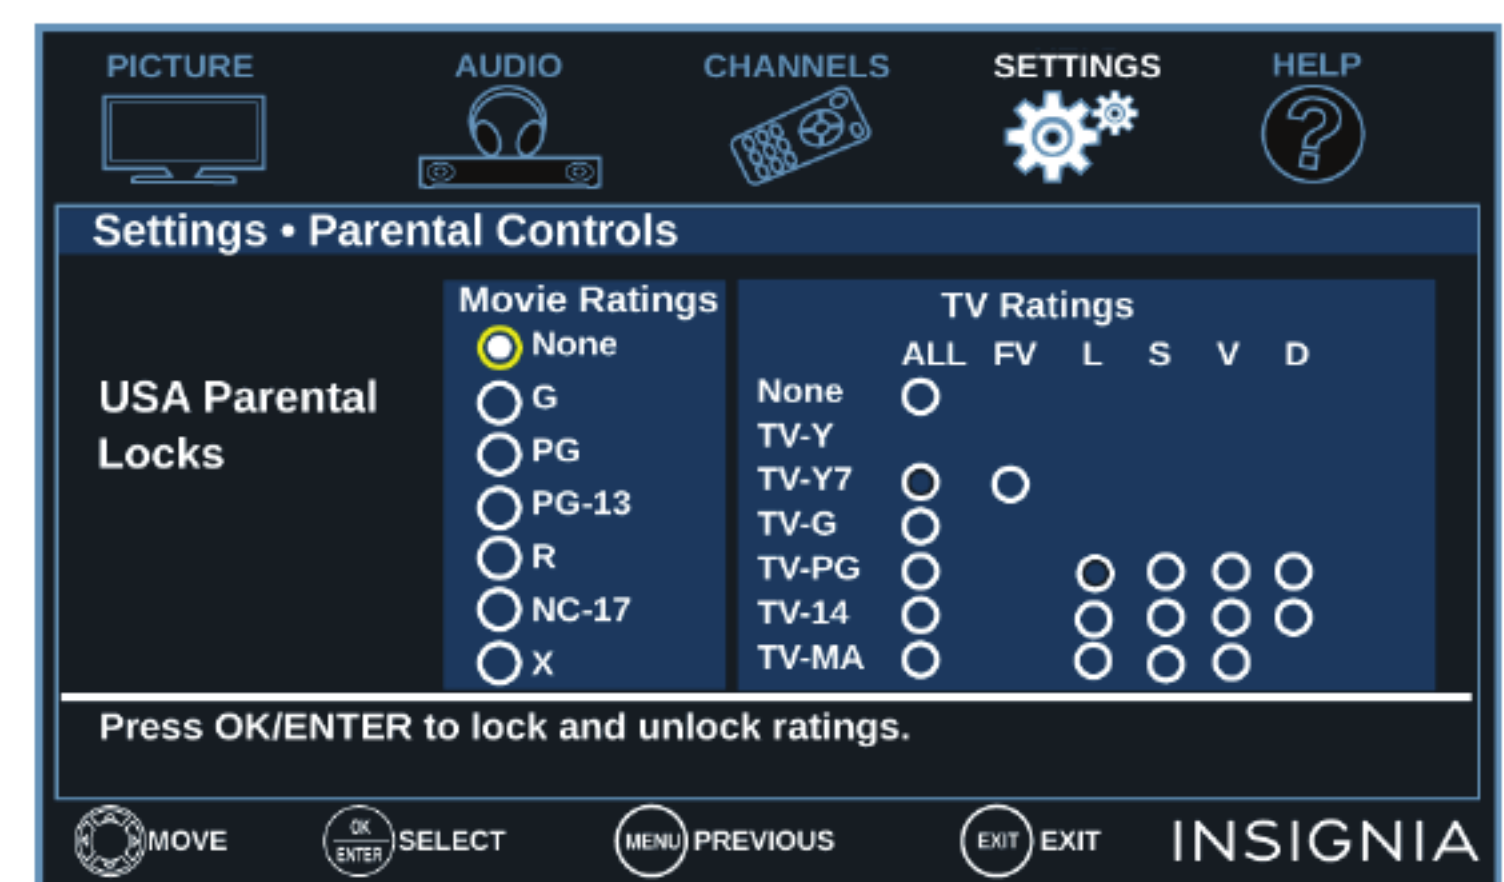 PICTURE AUDIO CHANNELS SETTINGS HELP
Settings • Parental Controls
USA Parental
Locks
Movie Ratings
None
G
PG
PG-13
R
NC-17
X
TV Ratings
ALL FV L S V D
None
TV-Y
TV-Y7
TV-G
TV-PG
TV-14
TV-MA
Press OK/ENTER to lock and unlock ratings.
MOVE OK ENTER SELECT MENU PREVIOUS EXIT EXIT INSIGNIA